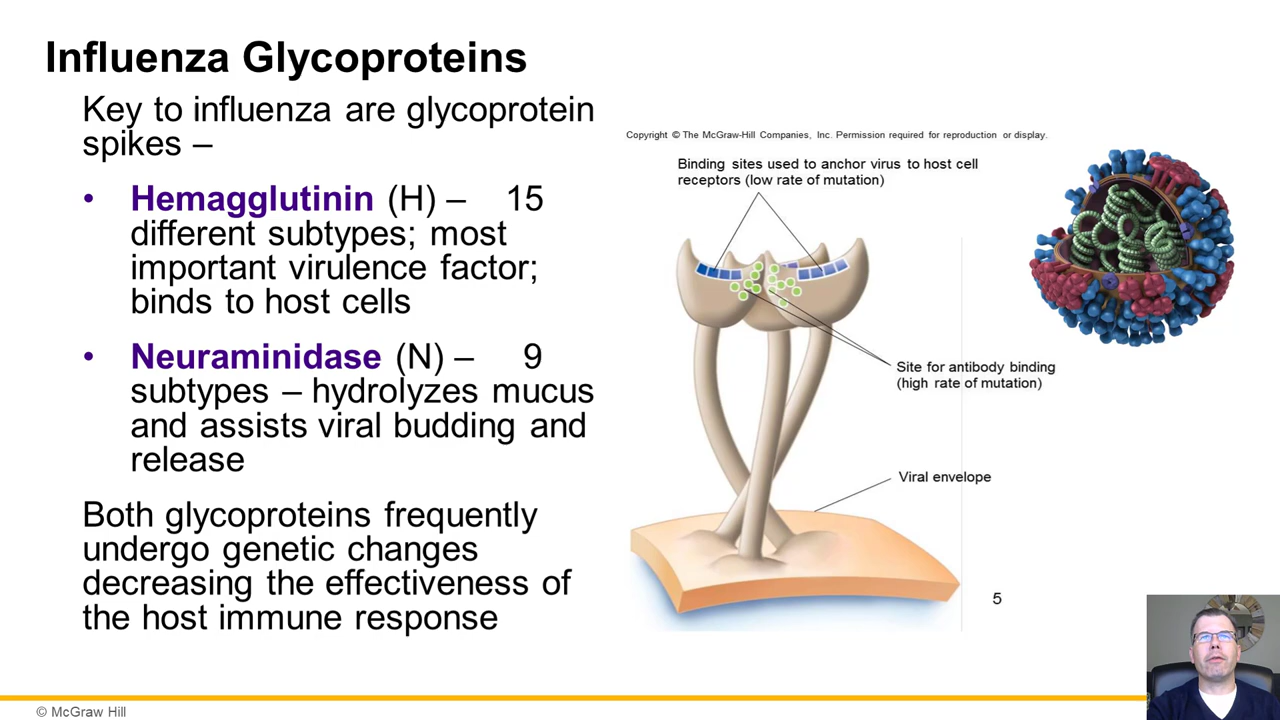 Influenza Glycoproteins
Key to influenza are glycoprotein
spikes –
• Hemagglutinin (H) – 15
different subtypes; most
important virulence factor;
binds to host cells
• Neuraminidase (N) – 9
subtypes – hydrolyzes mucus
and assists viral budding and
release
Both glycoproteins frequently
undergo genetic changes
decreasing the effectiveness of
the host immune response
Copyright © The McGraw-Hill Companies, Inc. Permission required for reproduction or display.
Binding sites used to anchor virus to host cell
receptors (low rate of mutation)
Site for antibody binding
(high rate of mutation)
Viral envelope
5
© McGraw Hill